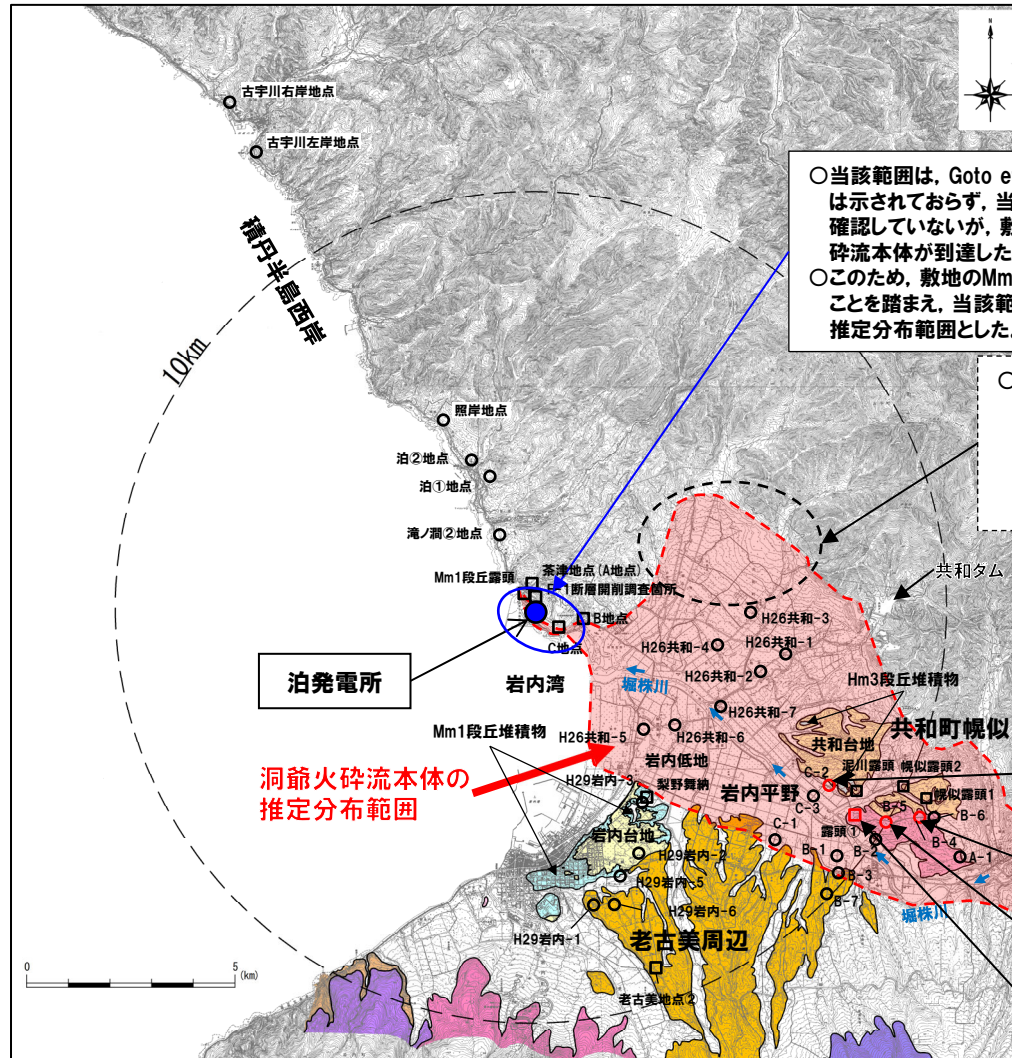 N
古宇川右岸地点
古宇川左岸地点
積丹半島西岸
10km
○当該範囲は, Goto e
は示されておらず, 当
確認していないが, 敷
砕流本体が到達した
○このため, 敷地のMm
ことを踏まえ, 当該範
推定分布範囲とした.
○
照岸地点
泊②地点
泊①地点
滝ノ澗②地点
茶津地点(A地点)
Mm1段丘露頭
F-1断層開削調査箇所
B地点
C地点
共和ダム
H26共和-3
H26共和-4
H26共和-1
H26共和-2
泊発電所
岩内湾
堀株川
Hm3段丘堆積物
H26共和-7
Mm1段丘堆積物
H26共和-5
H26共和-6
共和町幌似
共和台地
岩内低地
洞爺火砕流本体の
推定分布範囲
H29岩内-3
梨野舞納
C-2
泥川露頭
幌似露頭2
岩内平野
C-3
幌似露頭1
B-5
B-6
岩内台地
C-1
露頭①
B-4
B-1
B-2
H29岩内-2
A-1
B-3
H29岩内-5
B-7
H29岩内-6
堀株川
H29岩内-1
老古美周辺
0
5
(km)
老古美地点2